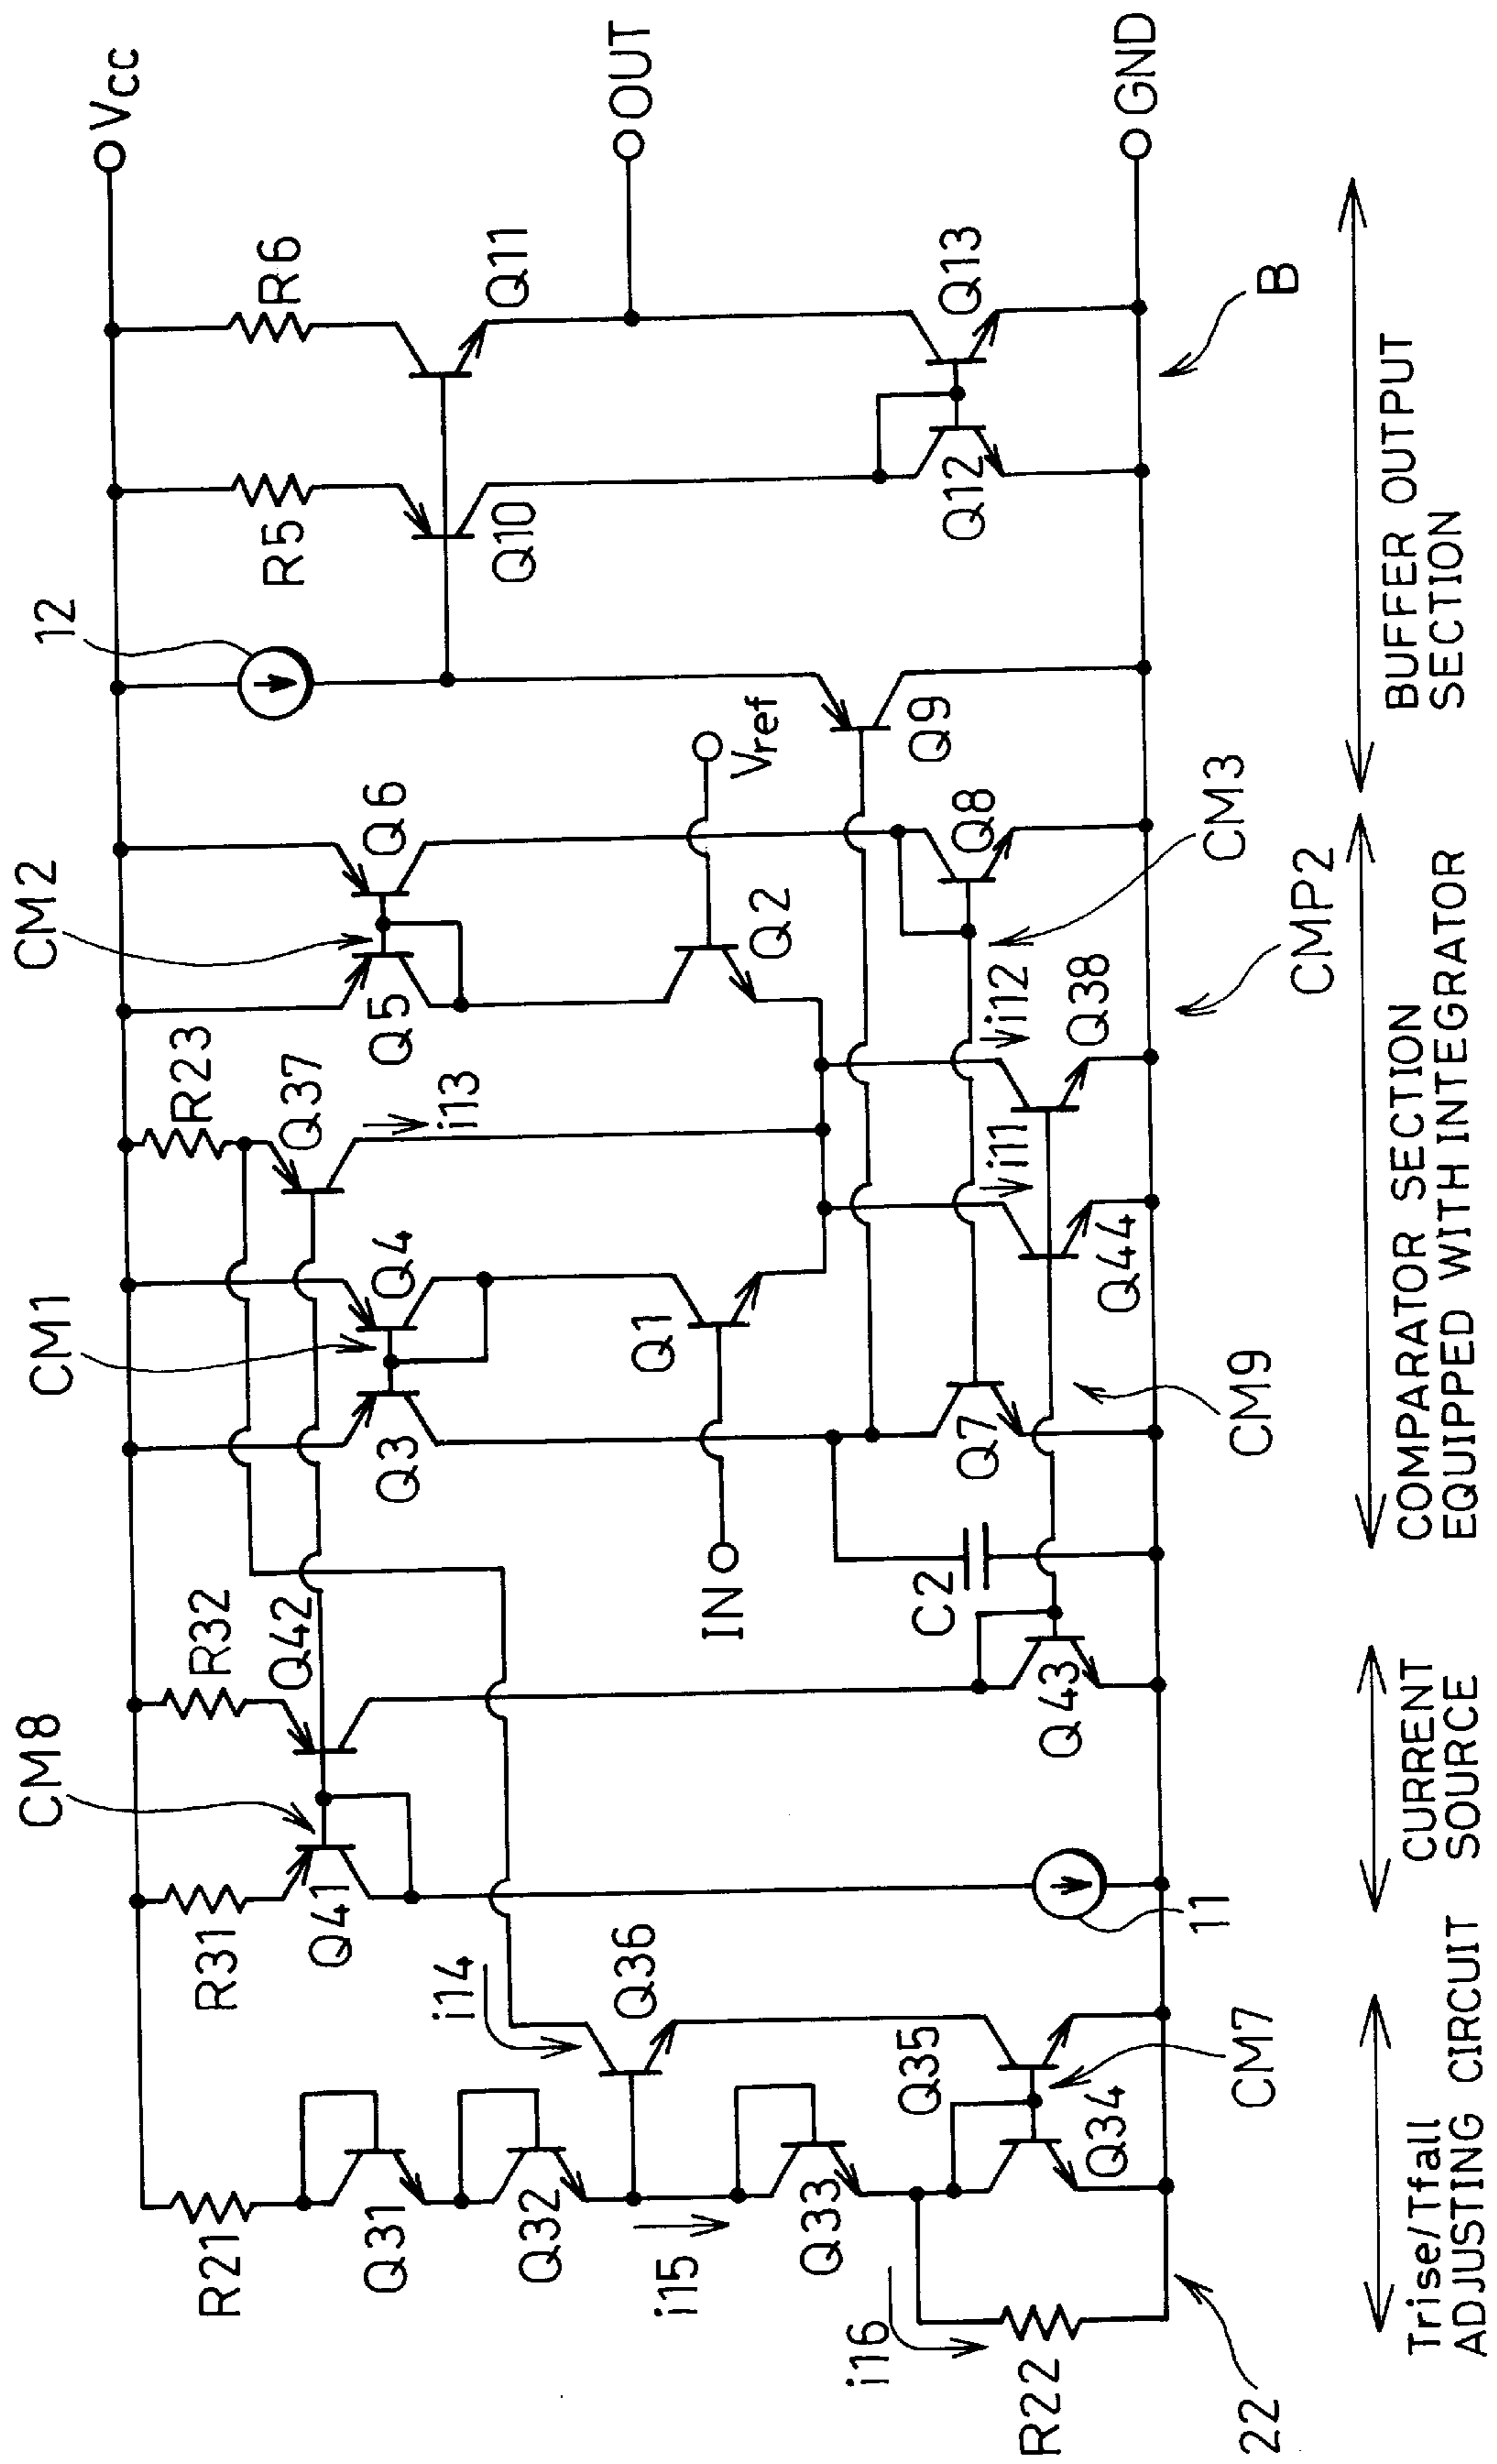 Vcc
OUT
GND
R6
Q11
Q13
B
R5
Q10
Q12
12
Q9
Vref
CM2
Q6
Q5
Q2
Q8
CM3
CMP2
R23
Q37
i13
i12
Q38
i11
Q44
CM1
Q4
Q3
Q1
Q7
CM9
IN
C2
R32
Q42
Q43
CM8
R31
Q41
11
i14
Q36
Q35
Q34
CM7
R21
Q31
Q32
i15
Q33
i16
R22
22
Trise/Tfall
ADJUSTING CIRCUIT
CURRENT
SOURCE
COMPARATOR SECTION
EQUIPPED WITH INTEGRATOR
BUFFER OUTPUT
SECTION